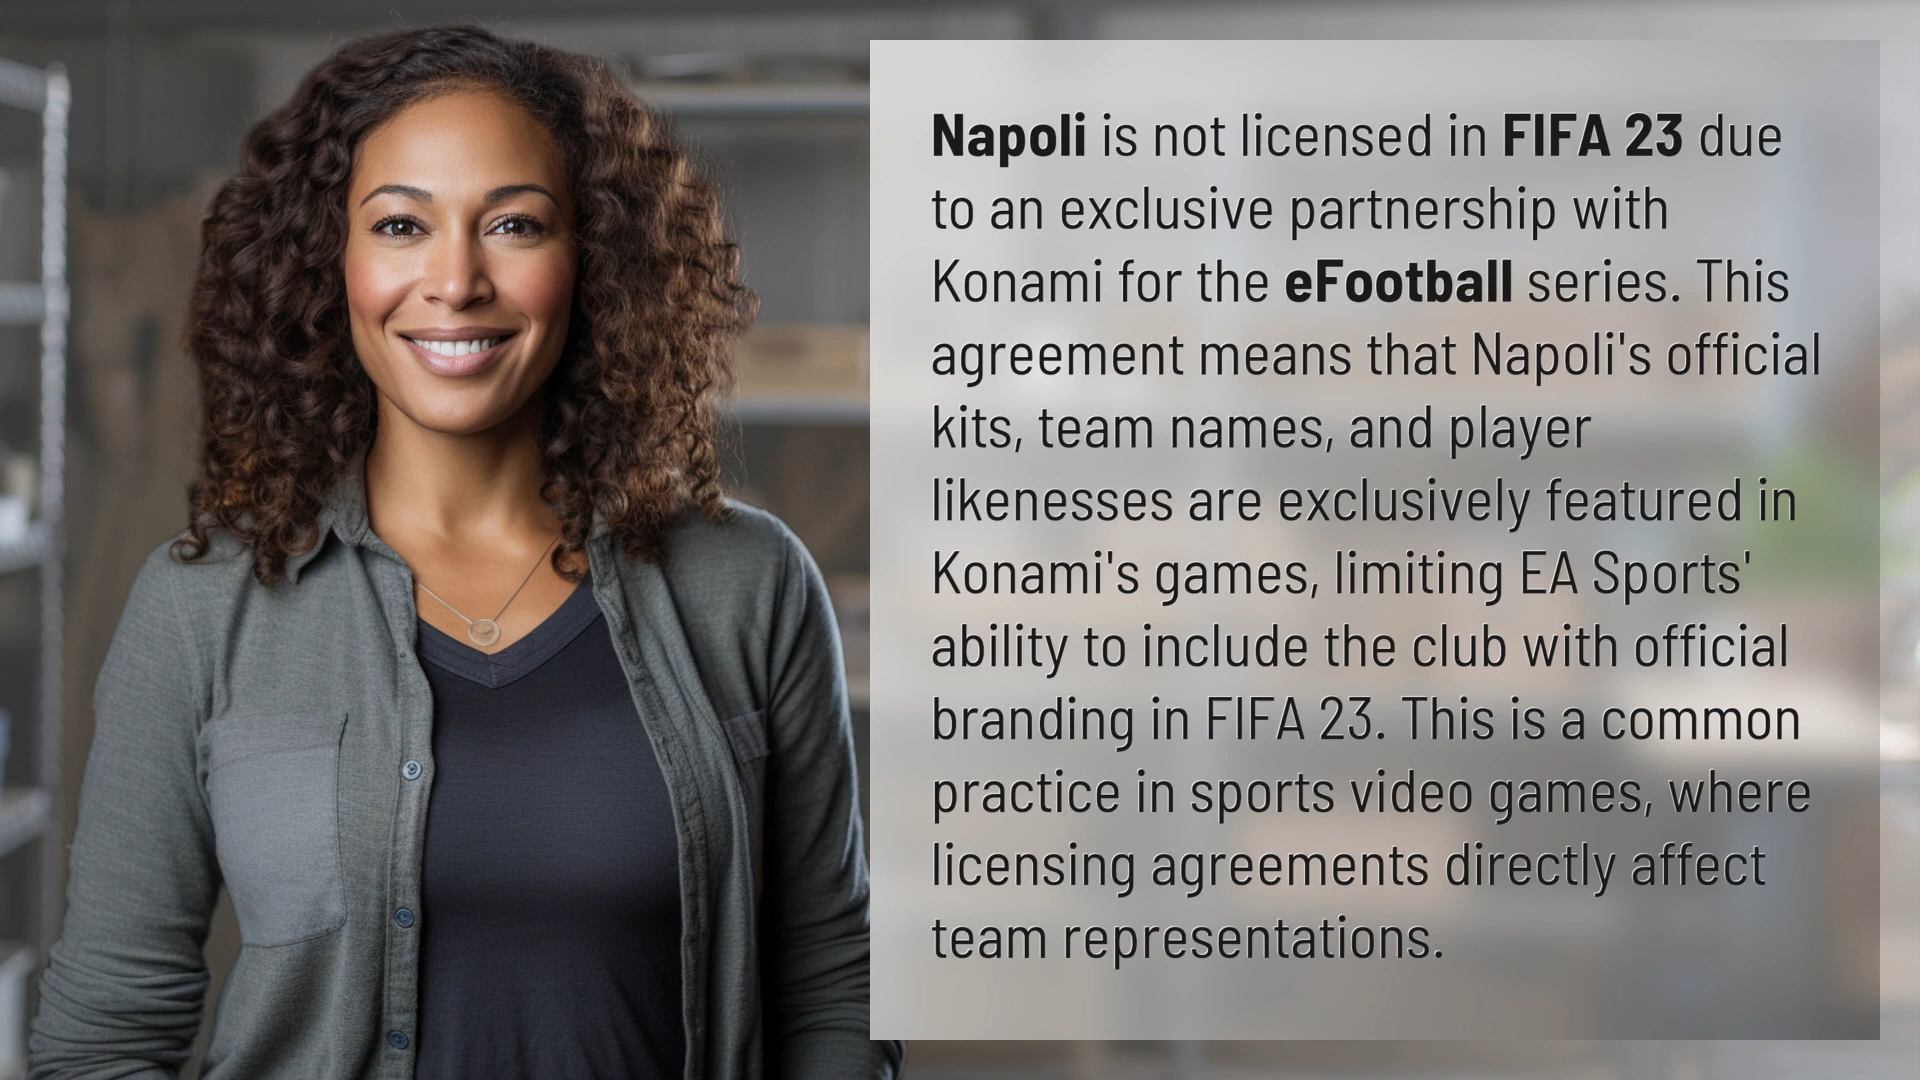 Napoli is not licensed in FIFA 23 due
to an exclusive partnership with
Konami for the eFootball series. This
agreement means that Napoli's official
kits, team names, and player
likenesses are exclusively featured in
Konami's games, limiting EA Sports'
ability to include the club with official
branding in FIFA 23. This is a common
practice in sports video games, where
licensing agreements directly affect
team representations.